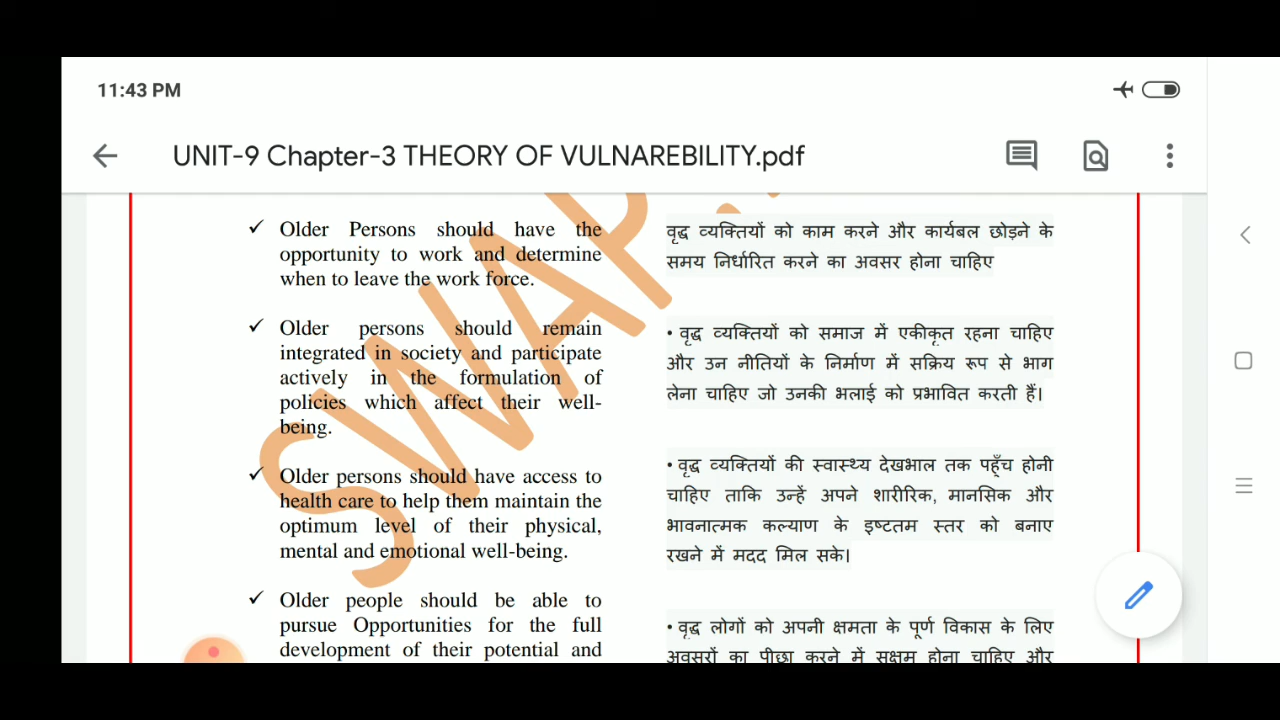 11:43 PM
UNIT-9 Chapter-3 THEORY OF VULNAREBILITY.pdf
✓ Older Persons should have the
opportunity to work and determine
when to leave the work force.
✓ Older persons should remain
integrated in society and participate
actively in the formulation of
policies which affect their well-
being.
✓ Older persons should have access to
health care to help them maintain the
optimum level of their physical,
mental and emotional well-being.
✓ Older people should be able to
pursue Opportunities for the full
development of their potential and
वृद्ध व्यक्तियों को काम करने और कार्यबल छोड़ने के
समय निर्धारित करने का अवसर होना चाहिए
• वृद्ध व्यक्तियों को समाज में एकीकृत रहना चाहिए
और उन नीतियों के निर्माण में सक्रिय रूप से भाग
लेना चाहिए जो उनकी भलाई को प्रभावित करती हैं।
• वृद्ध व्यक्तियों की स्वास्थ्य देखभाल तक पहुँच होनी
चाहिए ताकि उन्हें अपने शारीरिक, मानसिक और
भावनात्मक कल्याण के इष्टतम स्तर को बनाए
रखने में मदद मिल सके।
• वृद्ध लोगों को अपनी क्षमता के पूर्ण विकास के लिए
अवसरों का पीछा करने में सक्षम होना चाहिए और